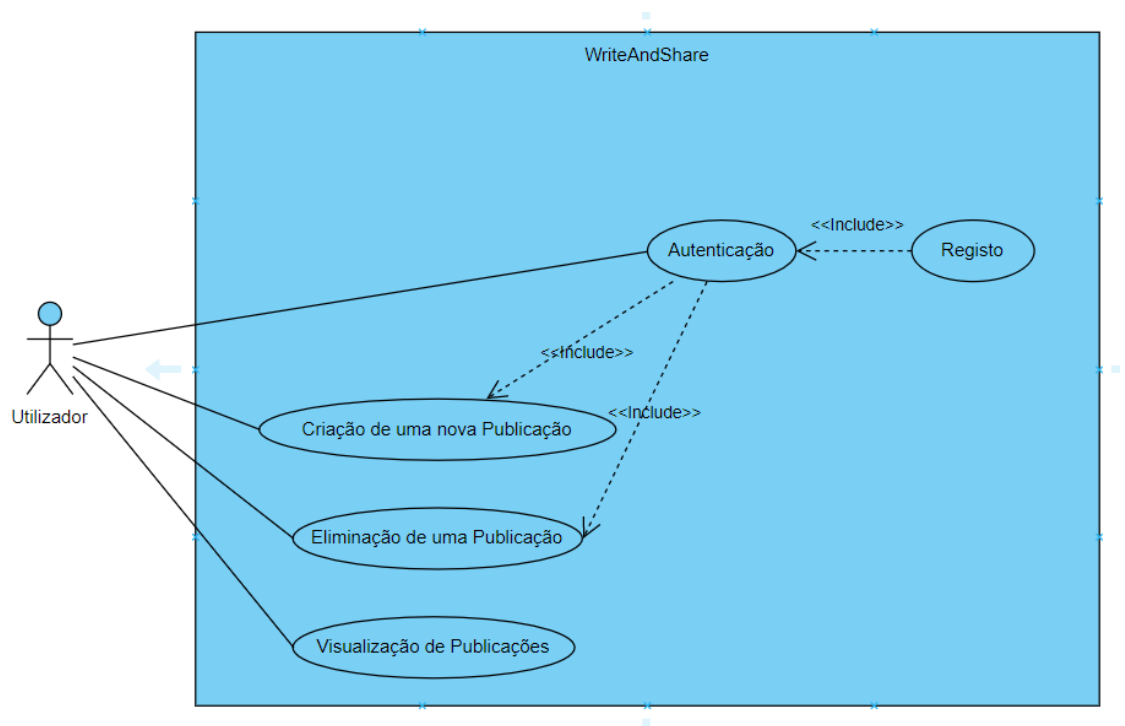 WriteAndShare
<<Include>>
Autenticação
Registo
<<Include>>
Utilizador
<<Include>>
Criação de uma nova Publicação
Eliminação de uma Publicação
Visualização de Publicações